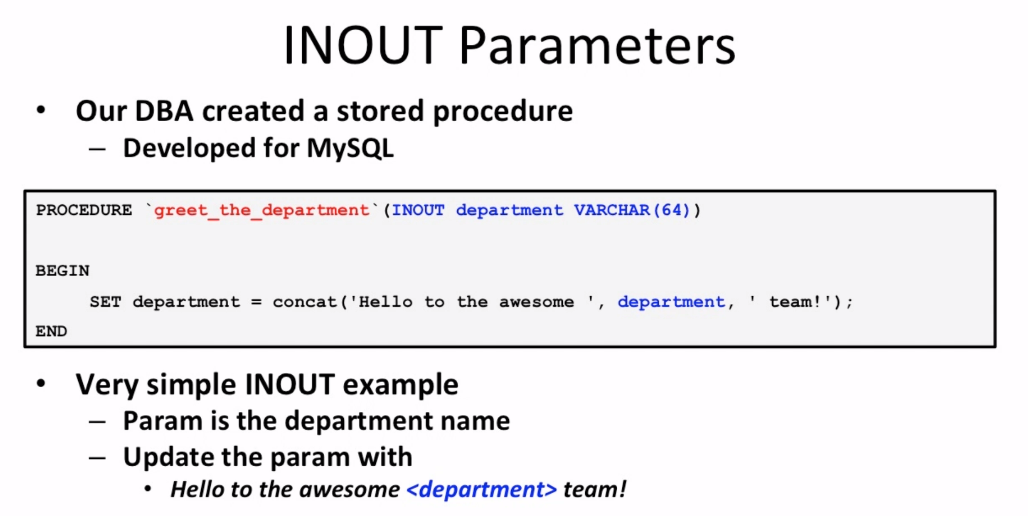 INOUT Parameters
• Our DBA created a stored procedure
– Developed for MySQL
PROCEDURE `greet_the_department`(INOUT department VARCHAR(64))
BEGIN
SET department = concat('Hello to the awesome ', department, ' team!');
END
• Very simple INOUT example
– Param is the department name
– Update the param with
• Hello to the awesome <department> team!